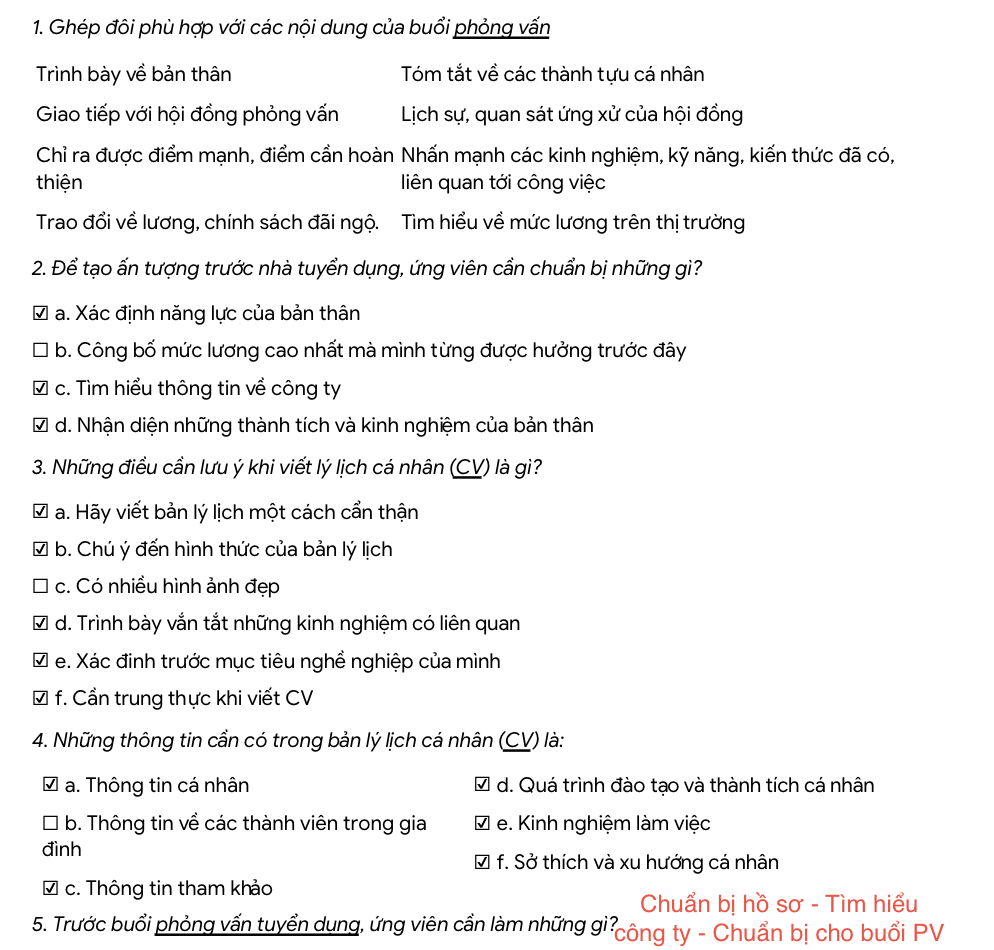 1. Ghép đôi phù hợp với các nội dung của buổi phỏng vấn
Trình bày về bản thân
Tóm tắt về các thành tựu cá nhân
Giao tiếp với hội đồng phỏng vấn
Lịch sự, quan sát ứng xử của hội đồng
Chỉ ra được điểm mạnh, điểm cần hoàn
thiện
Nhấn mạnh các kinh nghiệm, kỹ năng, kiến thức đã có,
liên quan tới công việc
Trao đổi về lương, chính sách đãi ngộ.
Tìm hiểu về mức lương trên thị trường
2. Để tạo ấn tượng trước nhà tuyển dụng, ứng viên cần chuẩn bị những gì?
☑ a. Xác định năng lực của bản thân
☐ b. Công bố mức lương cao nhất mà mình từng được hưởng trước đây
☑ c. Tìm hiểu thông tin về công ty
☑ d. Nhận diện những thành tích và kinh nghiệm của bản thân
3. Những điều cần lưu ý khi viết lý lịch cá nhân (CV) là gì?
☑ a. Hãy viết bản lý lịch một cách cẩn thận
☑ b. Chú ý đến hình thức của bản lý lịch
☐ c. Có nhiều hình ảnh đẹp
☑ d. Trình bày vắn tắt những kinh nghiệm có liên quan
☑ e. Xác đinh trước mục tiêu nghề nghiệp của mình
☑ f. Cần trung thực khi viết CV
4. Những thông tin cần có trong bản lý lịch cá nhân (CV) là:
☑ a. Thông tin cá nhân
☐ b. Thông tin về các thành viên trong gia
đình
☑ c. Thông tin tham khảo
☑ d. Quá trình đào tạo và thành tích cá nhân
☑ e. Kinh nghiệm làm việc
☑ f. Sở thích và xu hướng cá nhân
5. Trước buổi phỏng vấn tuyển dụng, ứng viên cần làm những gì?
Chuẩn bị hồ sơ - Tìm hiểu
công ty - Chuẩn bị cho buổi PV